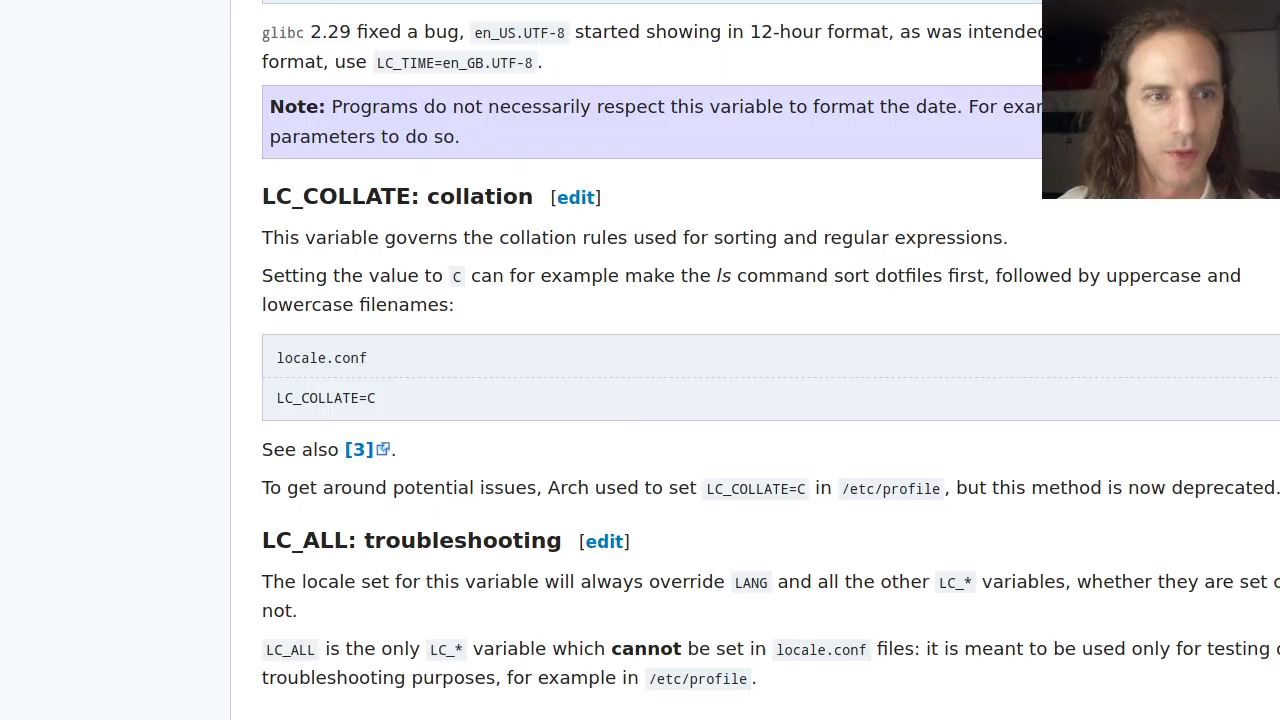 glibc 2.29 fixed a bug, en_US.UTF-8 started showing in 12-hour format, as was intended
format, use LC_TIME=en_GB.UTF-8.
Note: Programs do not necessarily respect this variable to format the date. For
parameters to do so.
LC_COLLATE: collation [edit]
This variable governs the collation rules used for sorting and regular expressions.
Setting the value to C can for example make the ls command sort dotfiles first, followed by uppercase and
lowercase filenames:
locale.conf
LC_COLLATE=C
See also [3].
To get around potential issues, Arch used to set LC_COLLATE=C in /etc/profile, but this method is now deprecated.
LC_ALL: troubleshooting [edit]
The locale set for this variable will always override LANG and all the other LC_* variables, whether they are set
not.
LC_ALL is the only LC_* variable which cannot be set in locale.conf files: it is meant to be used only for testing
troubleshooting purposes, for example in /etc/profile.